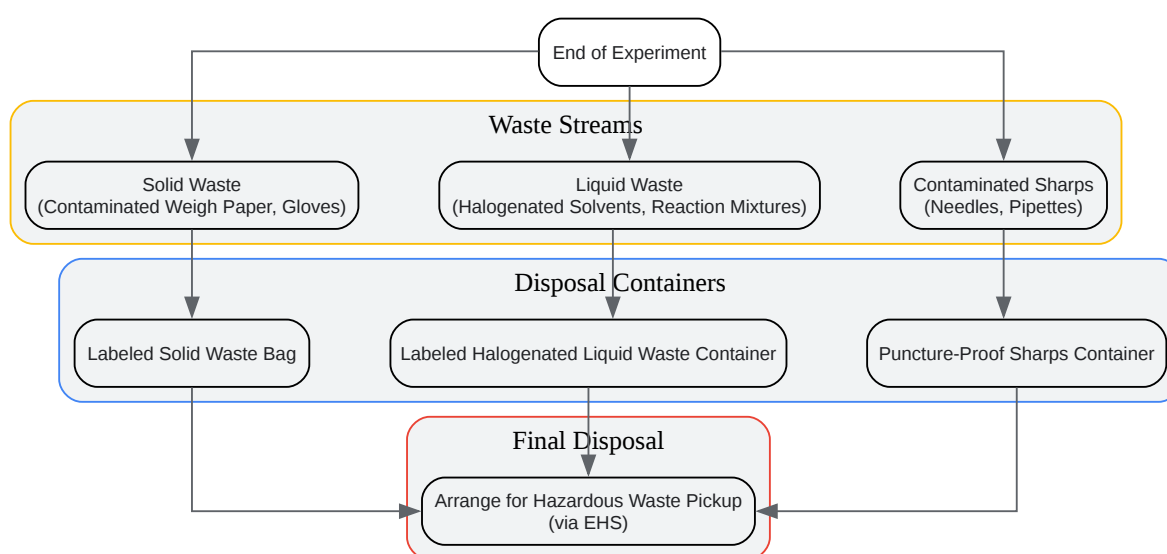 End of Experiment
Waste Streams
Solid Waste
(Contaminated Weigh Paper, Gloves)
Liquid Waste
(Halogenated Solvents, Reaction Mixtures)
Contaminated Sharps
(Needles, Pipettes)
Disposal Containers
Labeled Solid Waste Bag
Labeled Halogenated Liquid Waste Container
Puncture-Proof Sharps Container
Final Disposal
Arrange for Hazardous Waste Pickup
(via EHS)